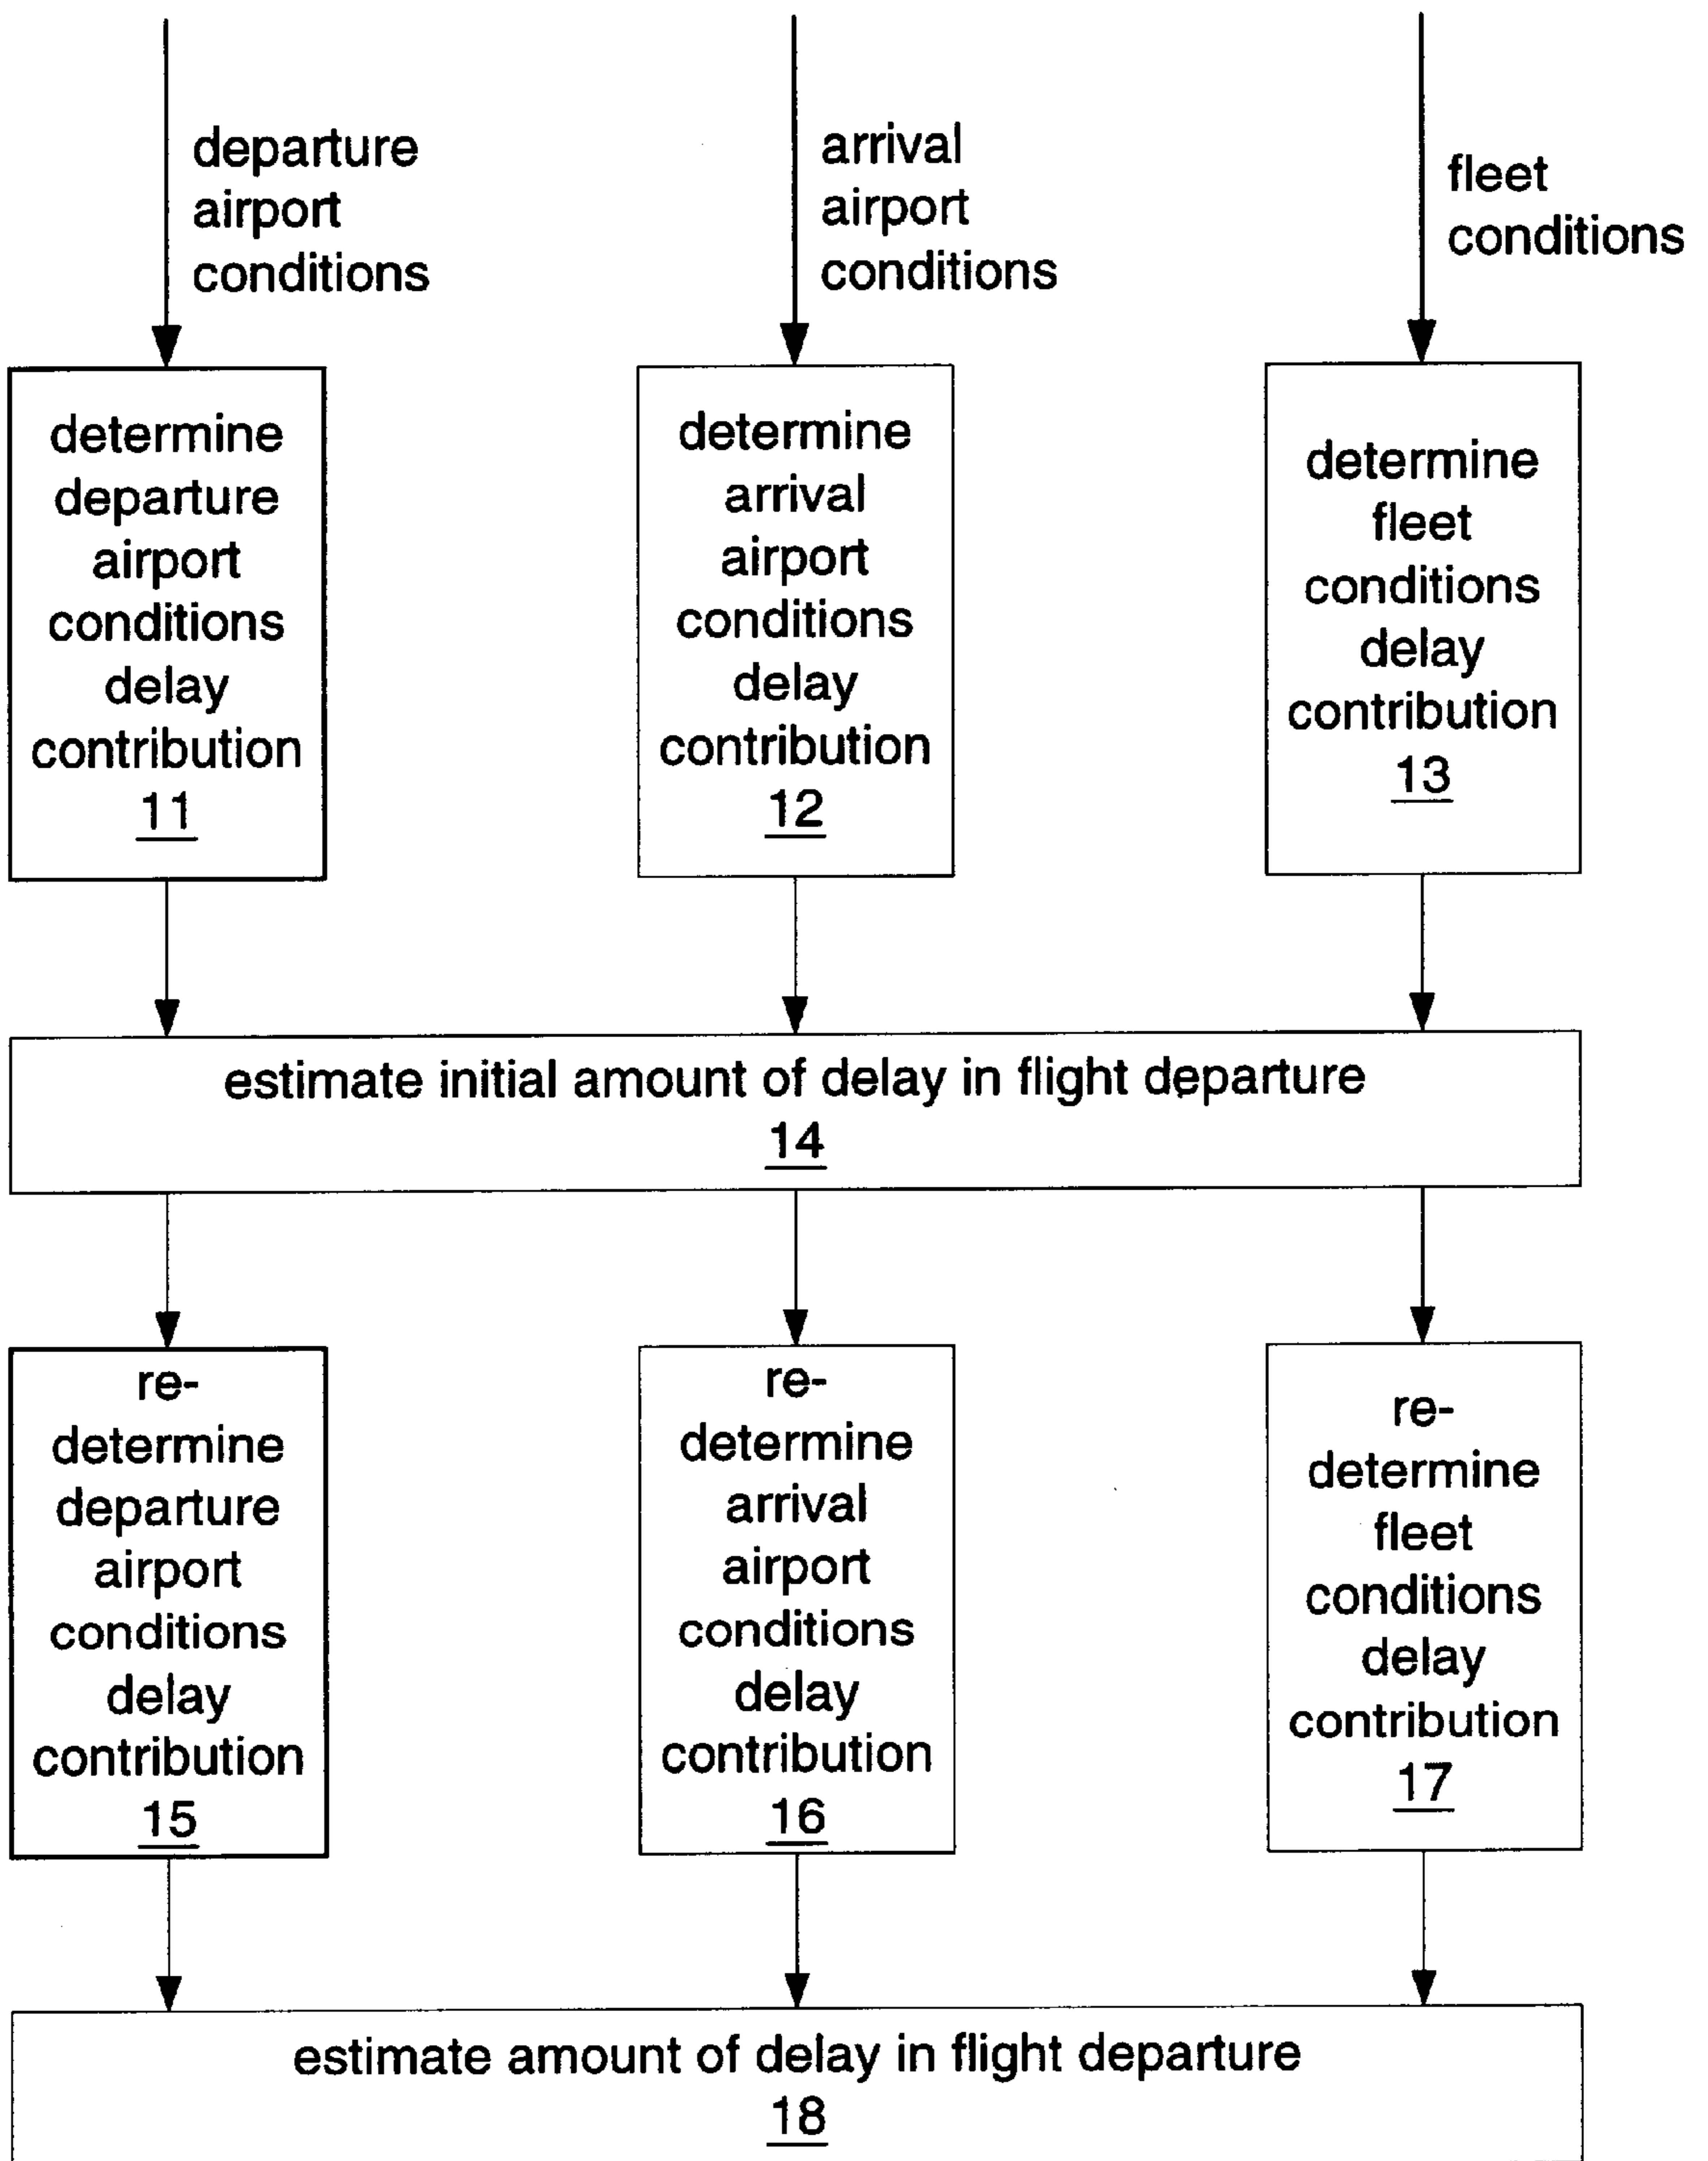 departure
airport
conditions
arrival
airport
conditions
fleet
conditions
determine
departure
airport
conditions
delay
contribution
11
determine
arrival
airport
conditions
delay
contribution
12
determine
fleet
conditions
delay
contribution
13
estimate initial amount of delay in flight departure
14
re-
determine
departure
airport
conditions
delay
contribution
15
re-
determine
arrival
airport
conditions
delay
contribution
16
re-
determine
fleet
conditions
delay
contribution
17
estimate amount of delay in flight departure
18